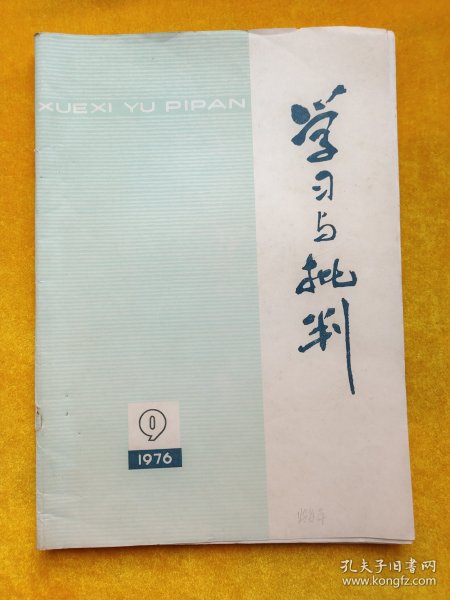 XUEXI YU PIPAN
学习与批判
9
1976
孔夫子旧书网
www.kongfz.com